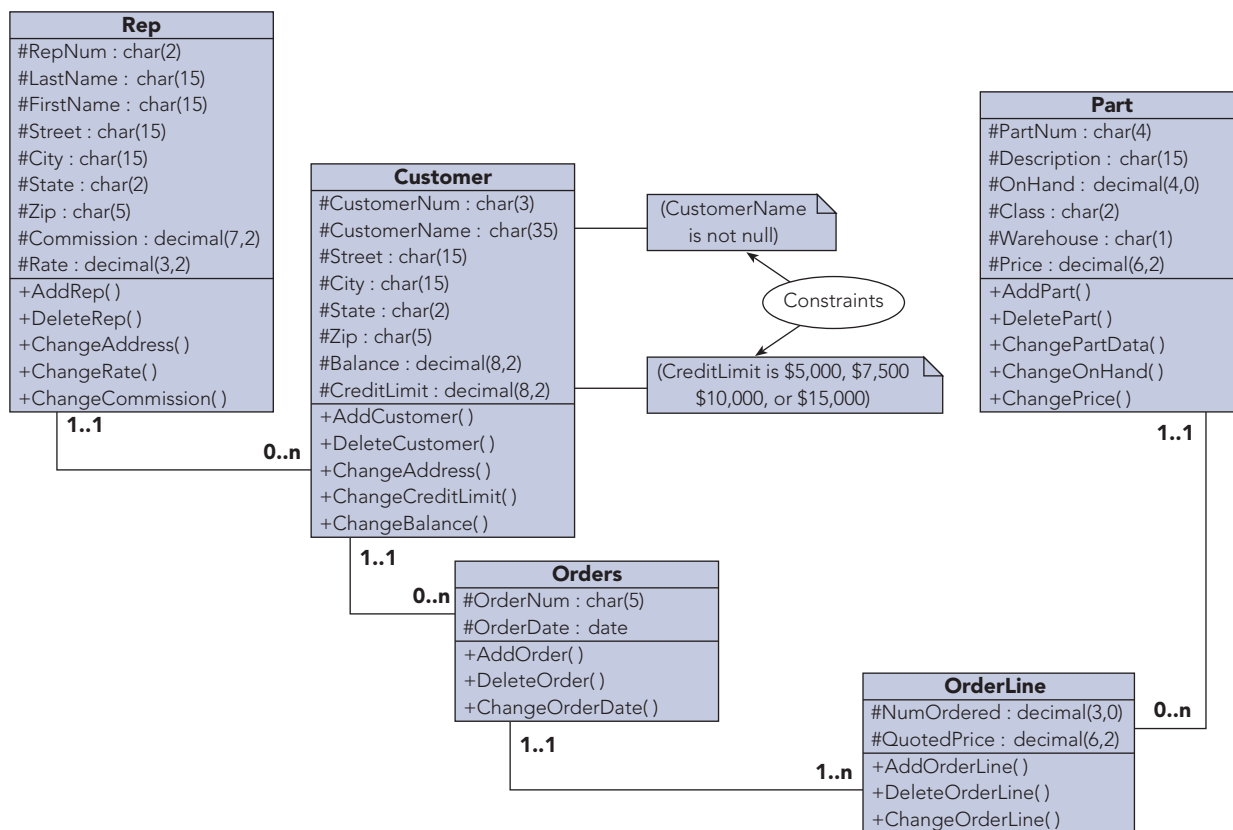 Rep
#RepNum : char(2)
#LastName : char(15)
#FirstName : char(15)
#Street : char(15)
#City : char(15)
#State : char(2)
#Zip : char(5)
#Commission : decimal(7,2)
#Rate : decimal(3,2)
+AddRep( )
+DeleteRep( )
+ChangeAddress( )
+ChangeRate( )
+ChangeCommission( )
1..1
0..n
Customer
#CustomerNum : char(3)
#CustomerName : char(35)
#Street : char(15)
#City : char(15)
#State : char(2)
#Zip : char(5)
#Balance : decimal(8,2)
#CreditLimit : decimal(8,2)
+AddCustomer( )
+DeleteCustomer( )
+ChangeAddress( )
+ChangeCreditLimit( )
+ChangeBalance( )
(CustomerName
is not null)
Constraints
(CreditLimit is $5,000, $7,500
$10,000, or $15,000)
Part
#PartNum : char(4)
#Description : char(15)
#OnHand : decimal(4,0)
#Class : char(2)
#Warehouse : char(1)
#Price : decimal(6,2)
+AddPart( )
+DeletePart( )
+ChangePartData( )
+ChangeOnHand( )
+ChangePrice( )
1..1
0..n
1..1
0..n
Orders
#OrderNum : char(5)
#OrderDate : date
+AddOrder( )
+DeleteOrder( )
+ChangeOrderDate( )
1..1
1..n
OrderLine
#NumOrdered : decimal(3,0)
#QuotedPrice : decimal(6,2)
+AddOrderLine( )
+DeleteOrderLine( )
+ChangeOrderLine( )